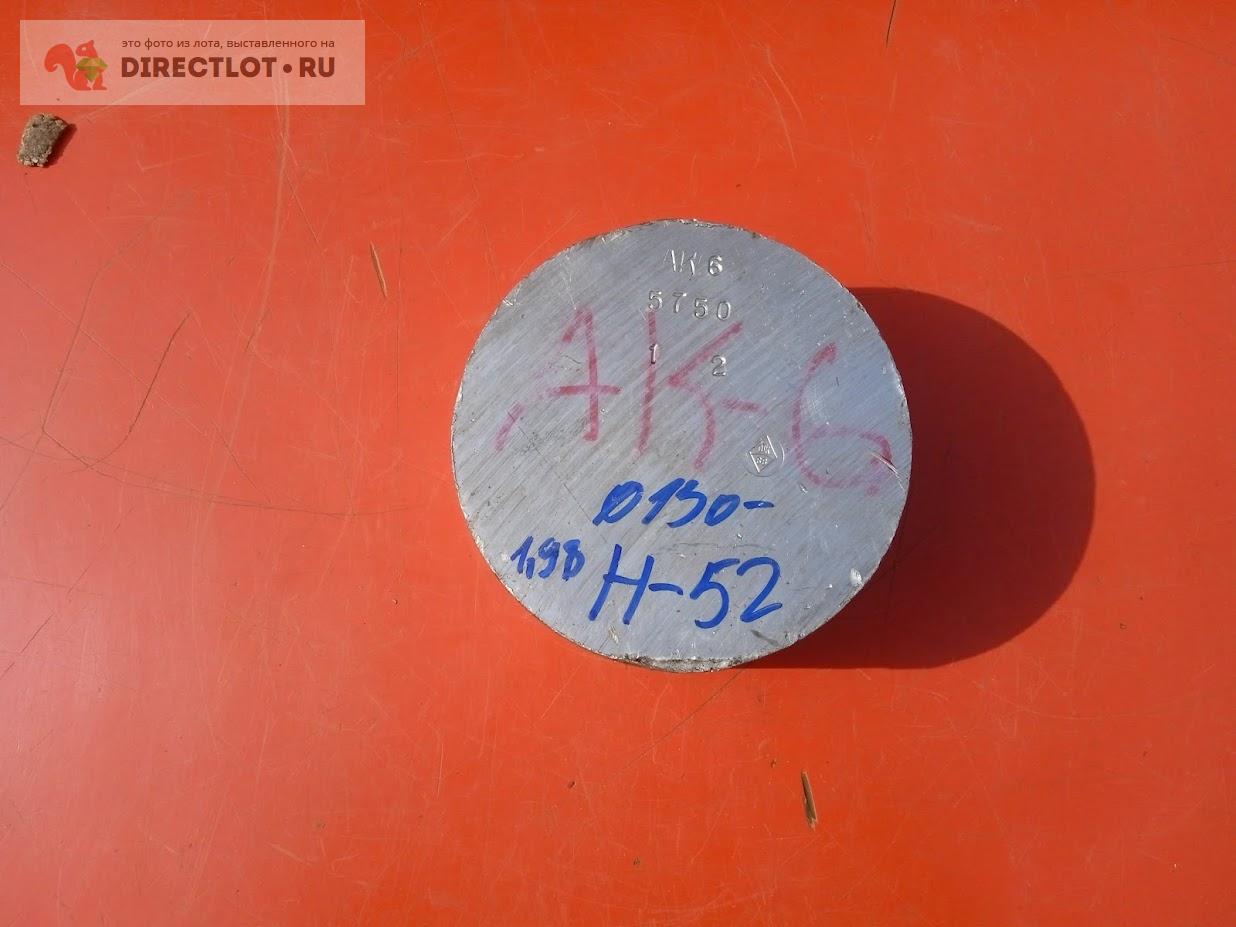 это фото из лота, выставленного на
DIRECTLOT•RU
АК6
5750
1 2
АК-6
Ø130-
1,98
Н-52